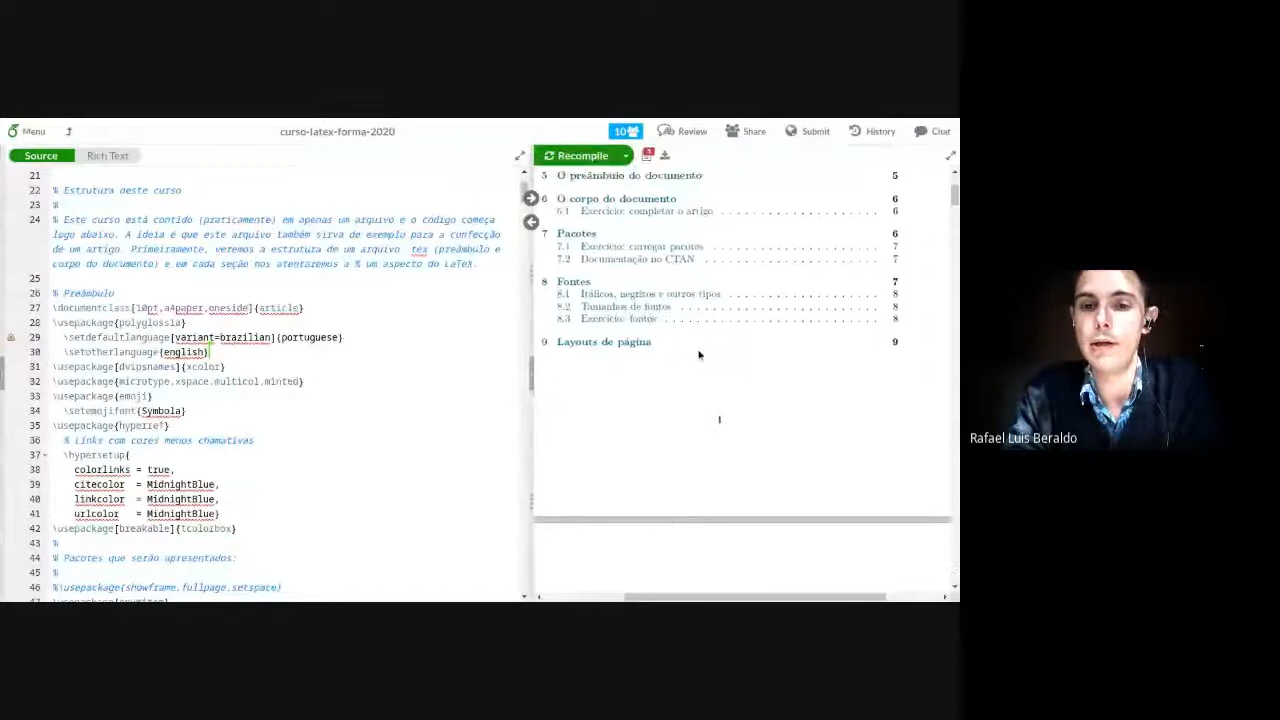 Menu
curso-latex-forma-2020
10
Review
Share
Submit
History
Chat
Source
Rich Text
Recompile
21
22 % Estrutura deste curso
23 %
24 % Este curso está contido (praticamente) em apenas um arquivo e o código começa
logo abaixo. A ideia é que este arquivo também sirva de exemplo para a confecção
de um artigo. Primeiramente, veremos a estrutura de um arquivo tex (preâmbulo e
corpo do documento) e em cada seção nos atentaremos a % um aspecto do LaTeX.
25
26 % Preâmbulo
27 \documentclass[10pt,a4paper,oneside]{article}
28 \usepackage{polyglossia}
29 \setdefaultlanguage[variant=brazilian]{portuguese}
30 \setotherlanguage{english}
31 \usepackage[dvipsnames]{xcolor}
32 \usepackage{microtype,xspace,multicol,minted}
33 \usepackage{emoji}
34 \setemojifont{Symbola}
35 \usepackage{hyperref}
36 % Links com cores menos chamativas
37 \hypersetup{
38 colorlinks = true,
39 citecolor = MidnightBlue,
40 linkcolor = MidnightBlue,
41 urlcolor = MidnightBlue}
42 \usepackage[breakable]{tcolorbox}
43 %
44 % Pacotes que serão apresentados:
45 %
46 %\usepackage{showframe,fullpage,setspace}
5 O preâmbulo do documento 5
6 O corpo do documento 6
6.1 Exercício: completar o artigo . . . . . . . . . . . . . . 6
7 Pacotes 6
7.1 Exercício: carregar pacotes . . . . . . . . . . . . . . . 7
7.2 Documentação no CTAN . . . . . . . . . . . . . . . . 7
8 Fontes 7
8.1 Itálicos, negritos e outros tipos . . . . . . . . . . . . . 8
8.2 Tamanhos de fontes . . . . . . . . . . . . . . . . . . 8
8.3 Exercício: fontes . . . . . . . . . . . . . . . . . . . . 8
9 Layouts de página 9
Rafael Luis Beraldo